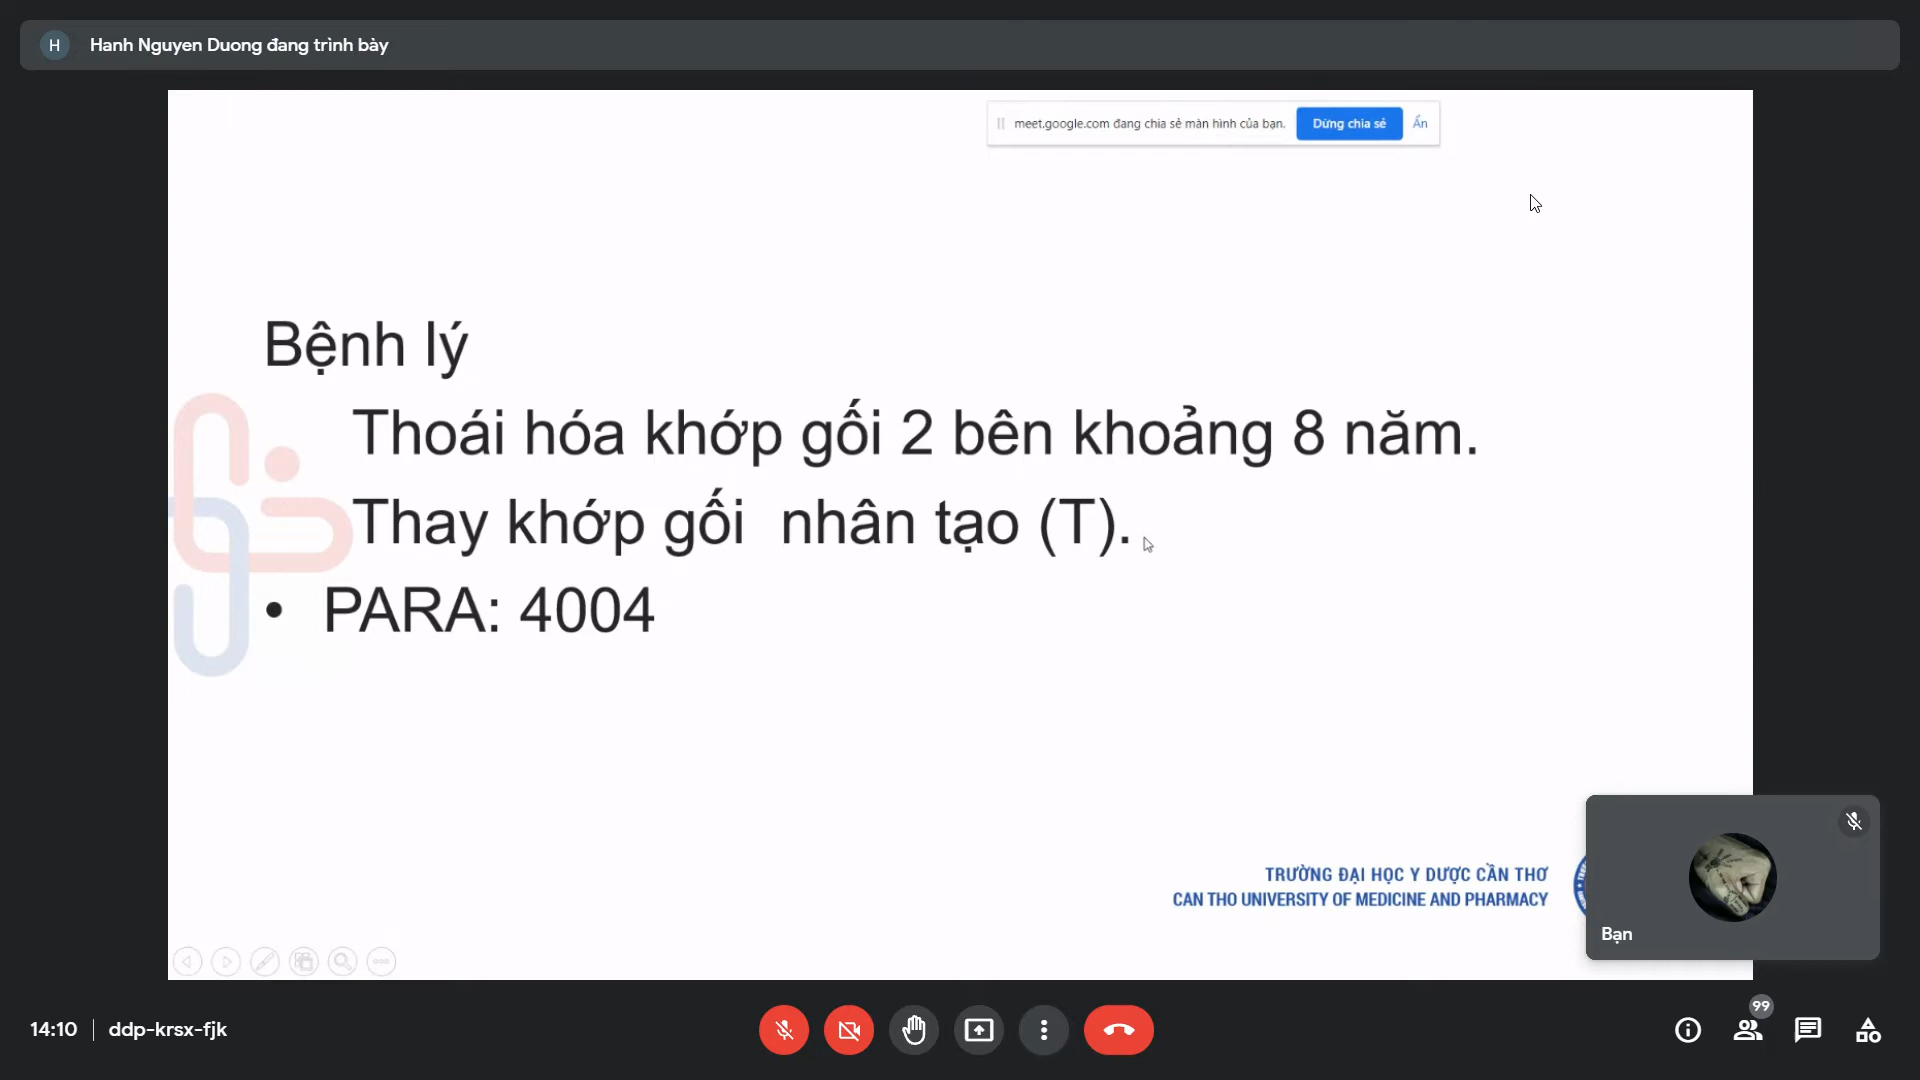 H Hanh Nguyen Duong đang trình bày
meet.google.com đang chia sẻ màn hình của bạn. Dừng chia sẻ Ẩn
Bệnh lý
Thoái hóa khớp gối 2 bên khoảng 8 năm.
Thay khớp gối nhân tạo (T).
• PARA: 4004
TRƯỜNG ĐẠI HỌC Y DƯỢC CẦN THƠ
CAN THO UNIVERSITY OF MEDICINE AND PHARMACY
Bạn
14:10 | ddp-krsx-fjk
99